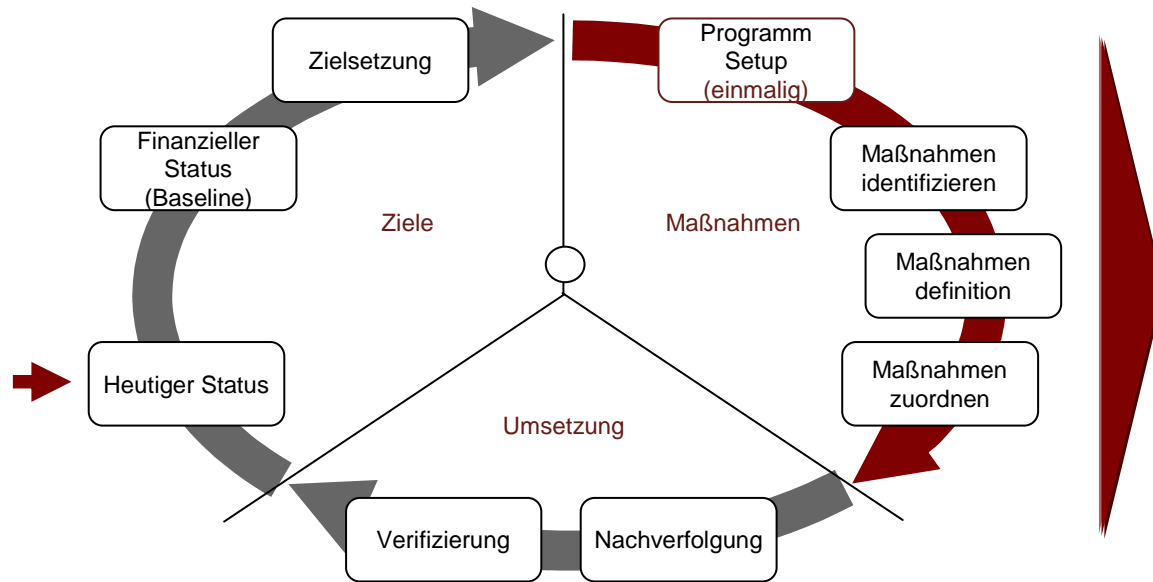 Zielsetzung
Programm
Setup
(einmalig)
Finanzieller
Status
(Baseline)
Maßnahmen
identifizieren
Ziele
Maßnahmen
Maßnahmen
definition
Heutiger Status
Maßnahmen
zuordnen
Umsetzung
Verifizierung
Nachverfolgung